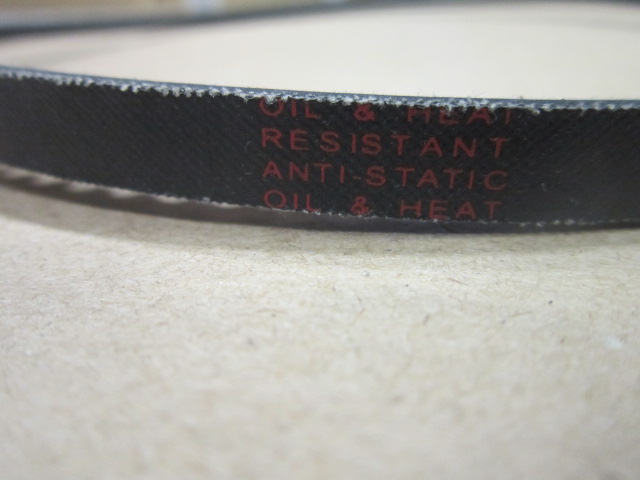 OIL & HEAT
RESISTANT
ANTI-STATIC
OIL & HEAT